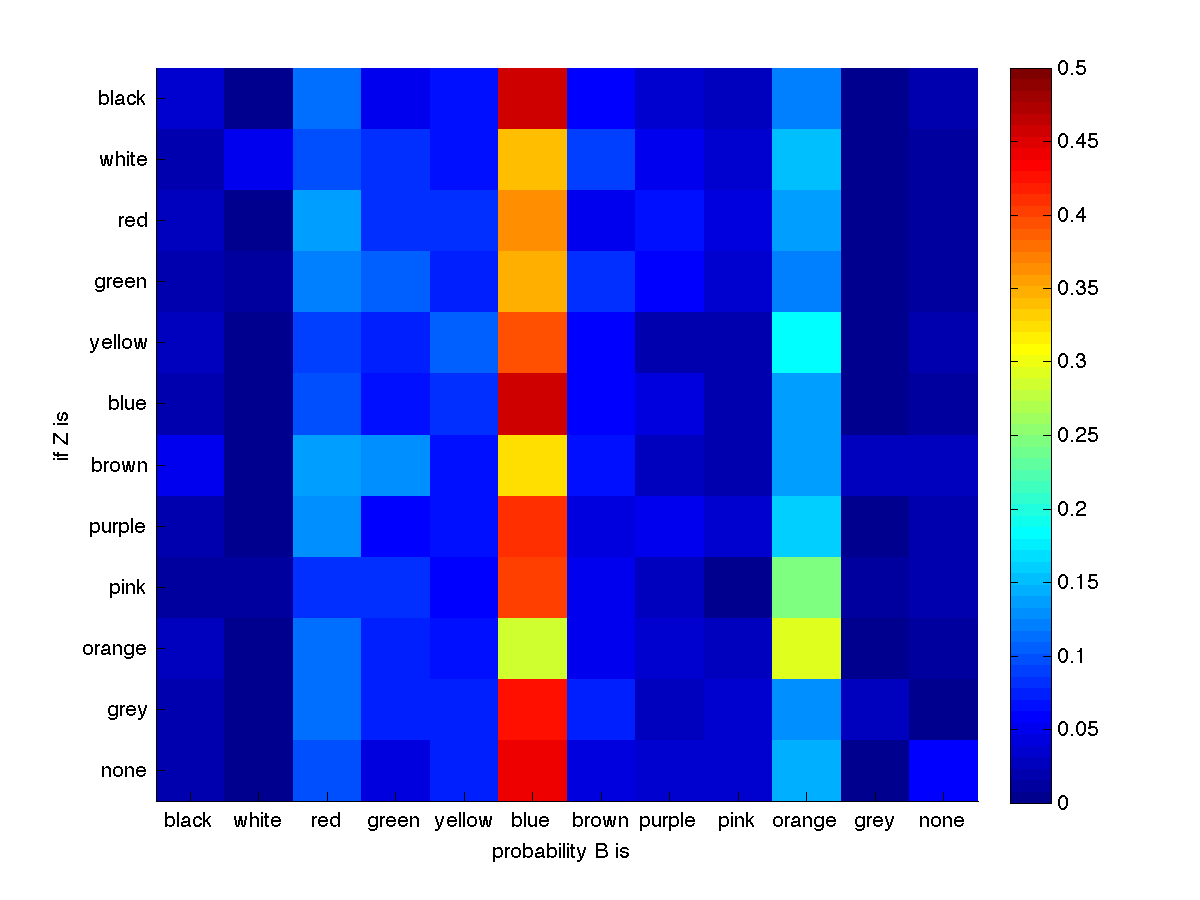 if Z is
black
white
red
green
yellow
blue
brown
purple
pink
orange
grey
none
black white red green yellow blue brown purple pink orange grey none
probability B is
0.5
0.45
0.4
0.35
0.3
0.25
0.2
0.15
0.1
0.05
0